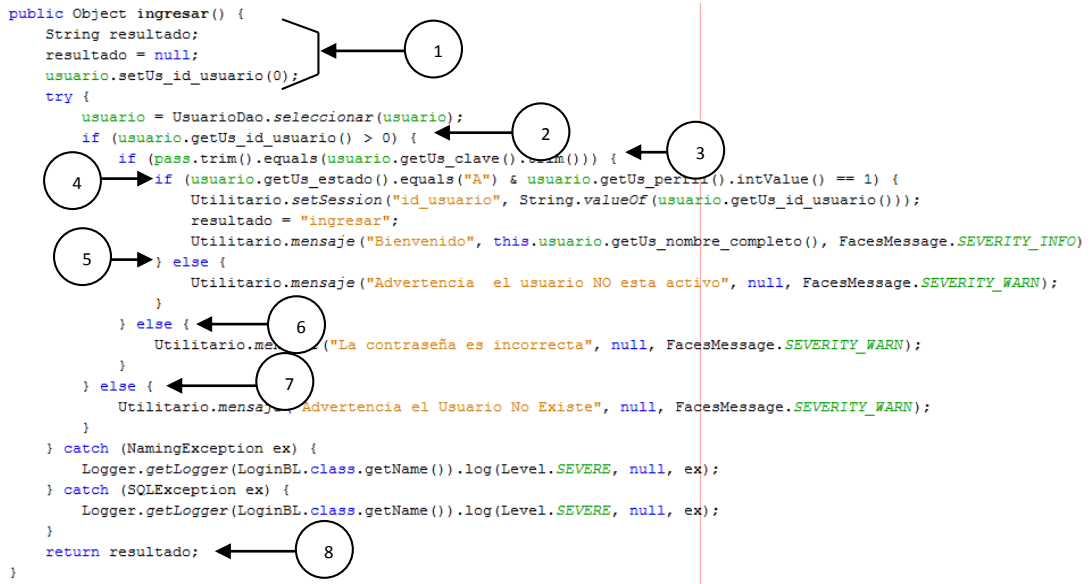 public Object ingresar() {
String resultado;
resultado = null;
1
usuario.setUs_id_usuario(0);
try {
usuario = UsuarioDao.seleccionar(usuario);
if (usuario.getUs_id_usuario() > 0) {
2
if (pass.trim().equals(usuario.getUs_clave().trim())) {
3
4
if (usuario.getUs_estado().equals("A") & usuario.getUs_perfil().intValue() == 1) {
Utilitario.setSession("id_usuario", String.valueOf(usuario.getUs_id_usuario()));
resultado = "ingresar";
Utilitario.mensaje("Bienvenido", this.usuario.getUs_nombre_completo(), FacesMessage.SEVERITY_INFO)
5
} else {
Utilitario.mensaje("Advertencia  el usuario NO esta activo", null, FacesMessage.SEVERITY_WARN);
}
} else {
6
Utilitario.mensaje("La contraseña es incorrecta", null, FacesMessage.SEVERITY_WARN);
}
} else {
7
Utilitario.mensaje("Advertencia el Usuario No Existe", null, FacesMessage.SEVERITY_WARN);
}
} catch (NamingException ex) {
Logger.getLogger(LoginBL.class.getName()).log(Level.SEVERE, null, ex);
} catch (SQLException ex) {
Logger.getLogger(LoginBL.class.getName()).log(Level.SEVERE, null, ex);
}
return resultado;
8
}